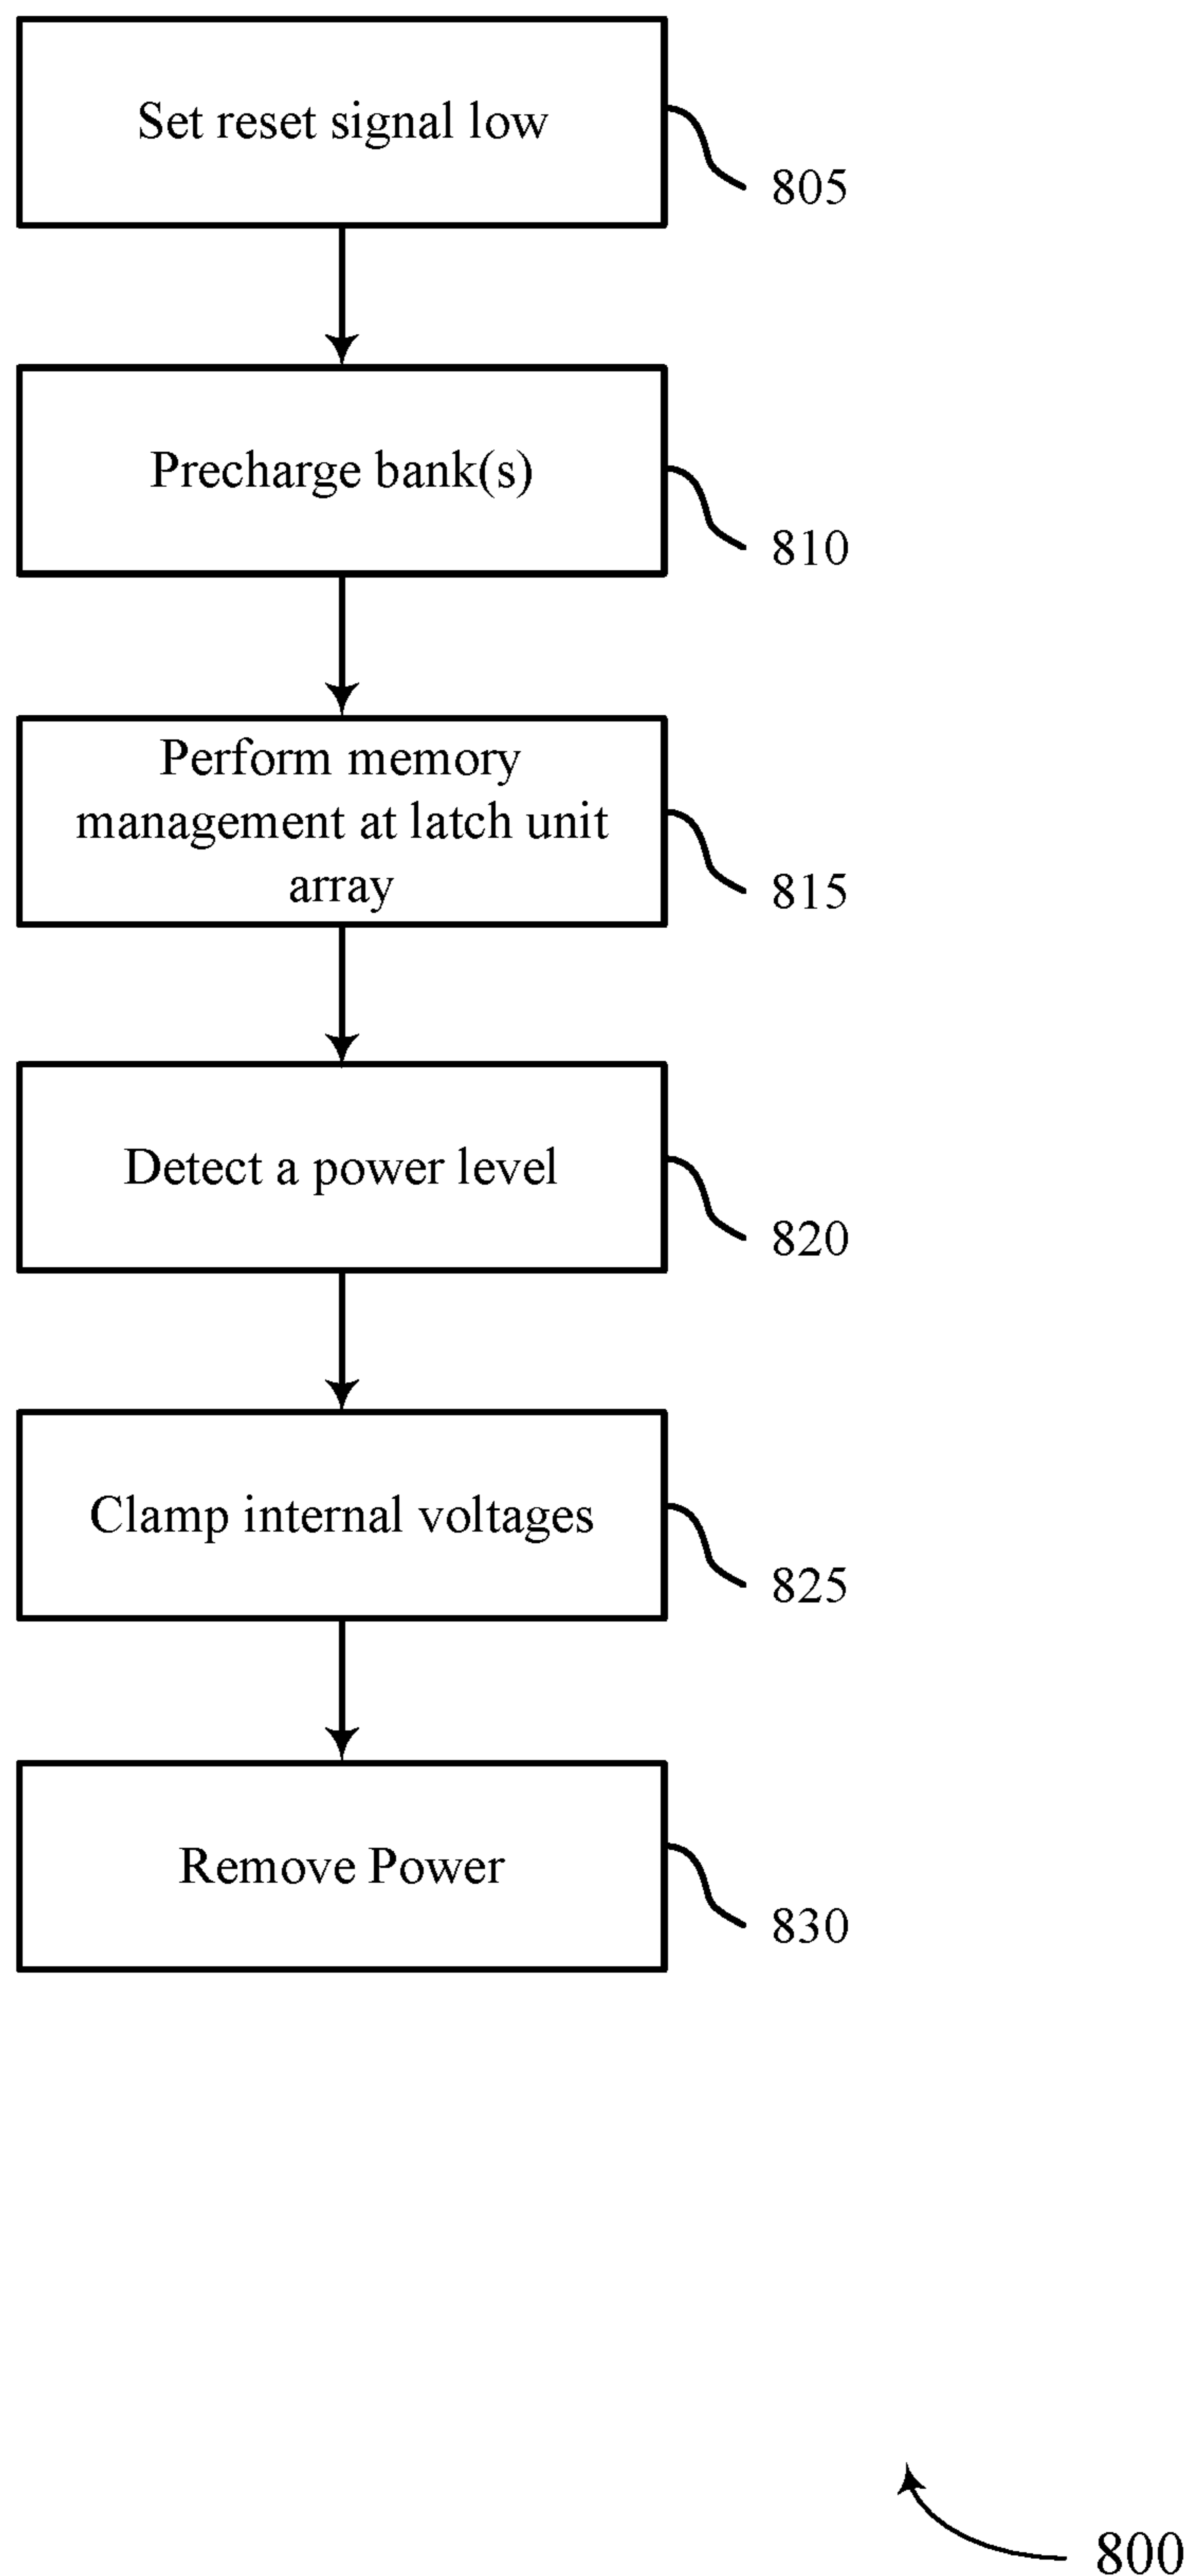 Set reset signal low
805
Precharge bank(s)
810
Perform memory
management at latch unit
array
815
Detect a power level
820
Clamp internal voltages
825
Remove Power
830
800